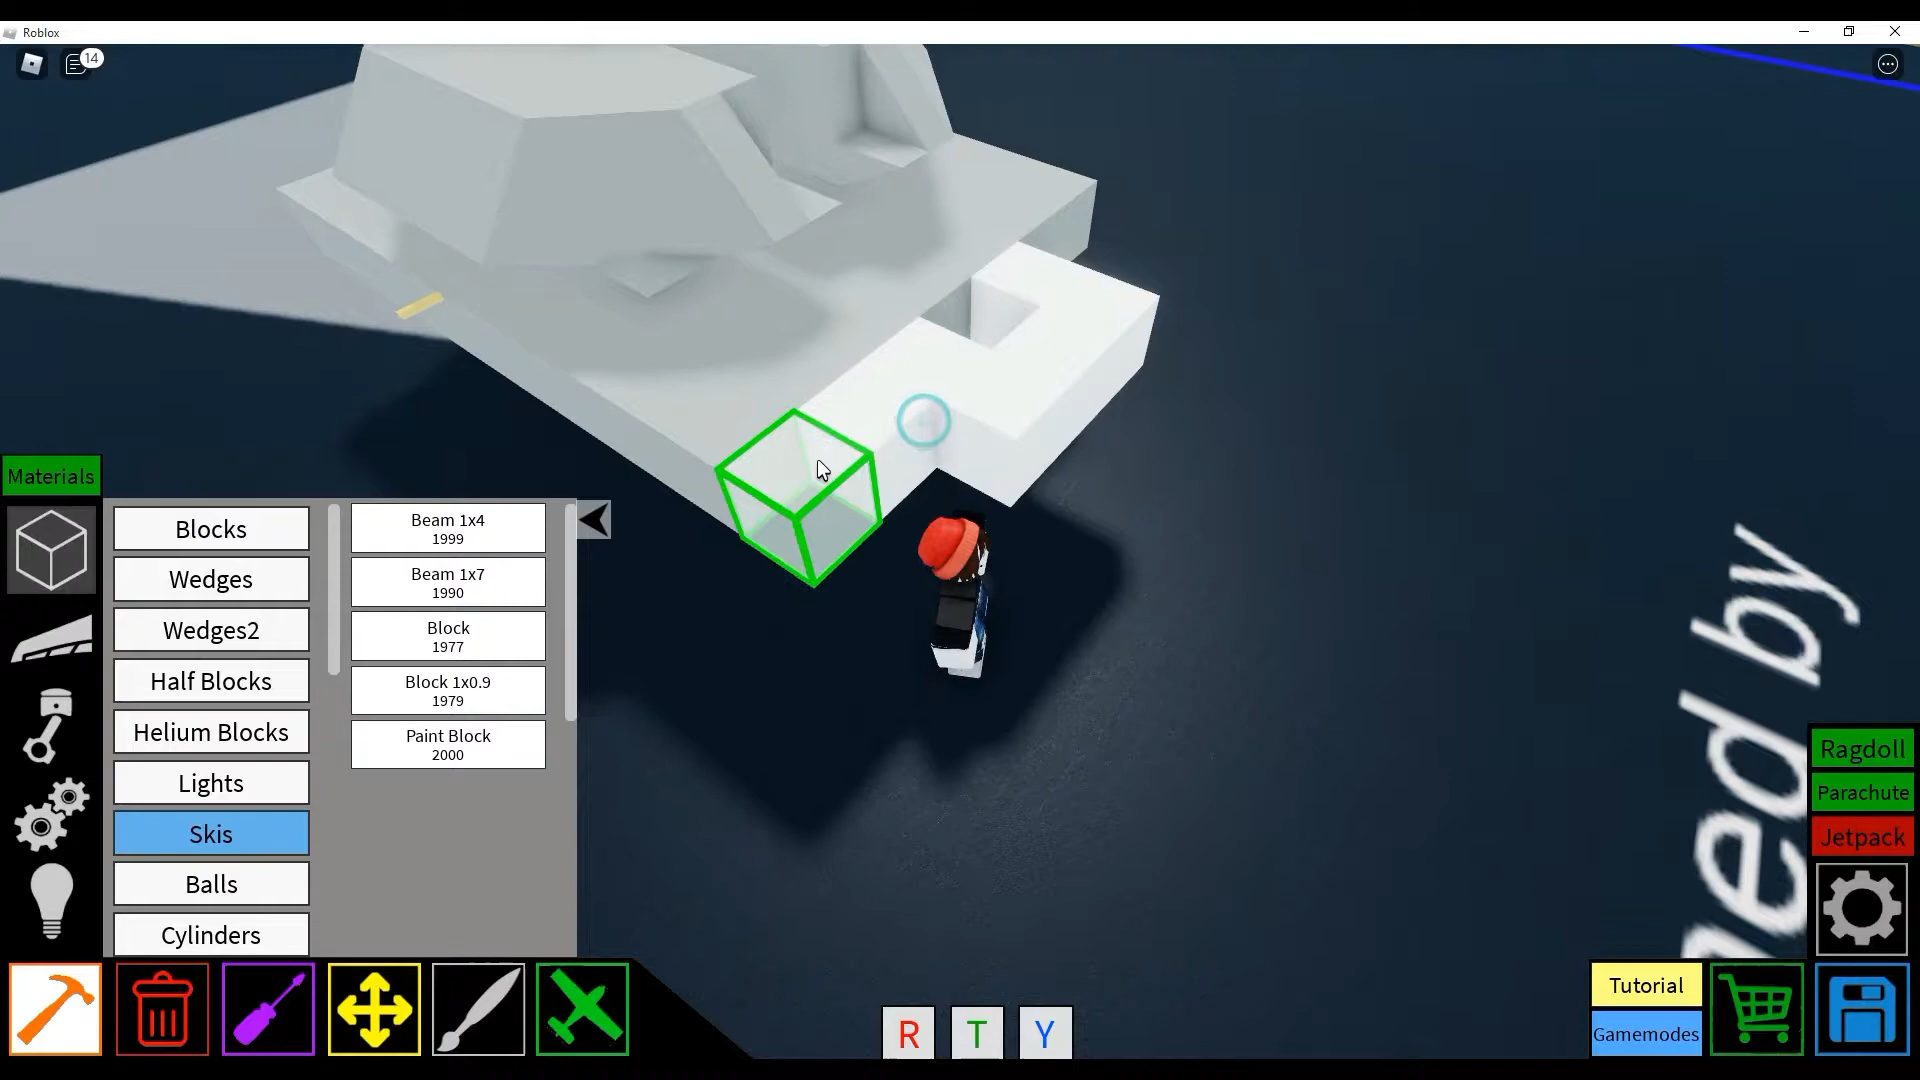 Roblox
14
Materials
Blocks
Wedges
Wedges2
Half Blocks
Helium Blocks
Lights
Skis
Balls
Cylinders
Beam 1x4
1999
Beam 1x7
1990
Block
1977
Block 1x0.9
1979
Paint Block
2000
by
Ragdoll
Parachute
Jetpack
Tutorial
Gamemodes
R
T
Y